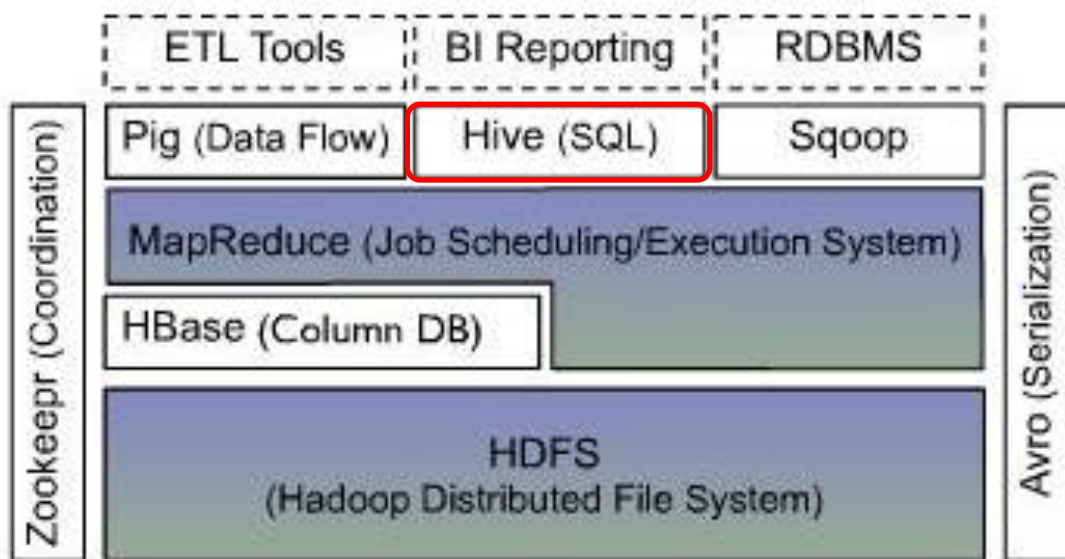 ETL Tools
BI Reporting
RDBMS
Pig (Data Flow)
Hive (SQL)
Sqoop
MapReduce (Job Scheduling/Execution System)
HBase (Column DB)
HDFS
(Hadoop Distributed File System)
Zookeepr (Coordination)
Avro (Serialization)